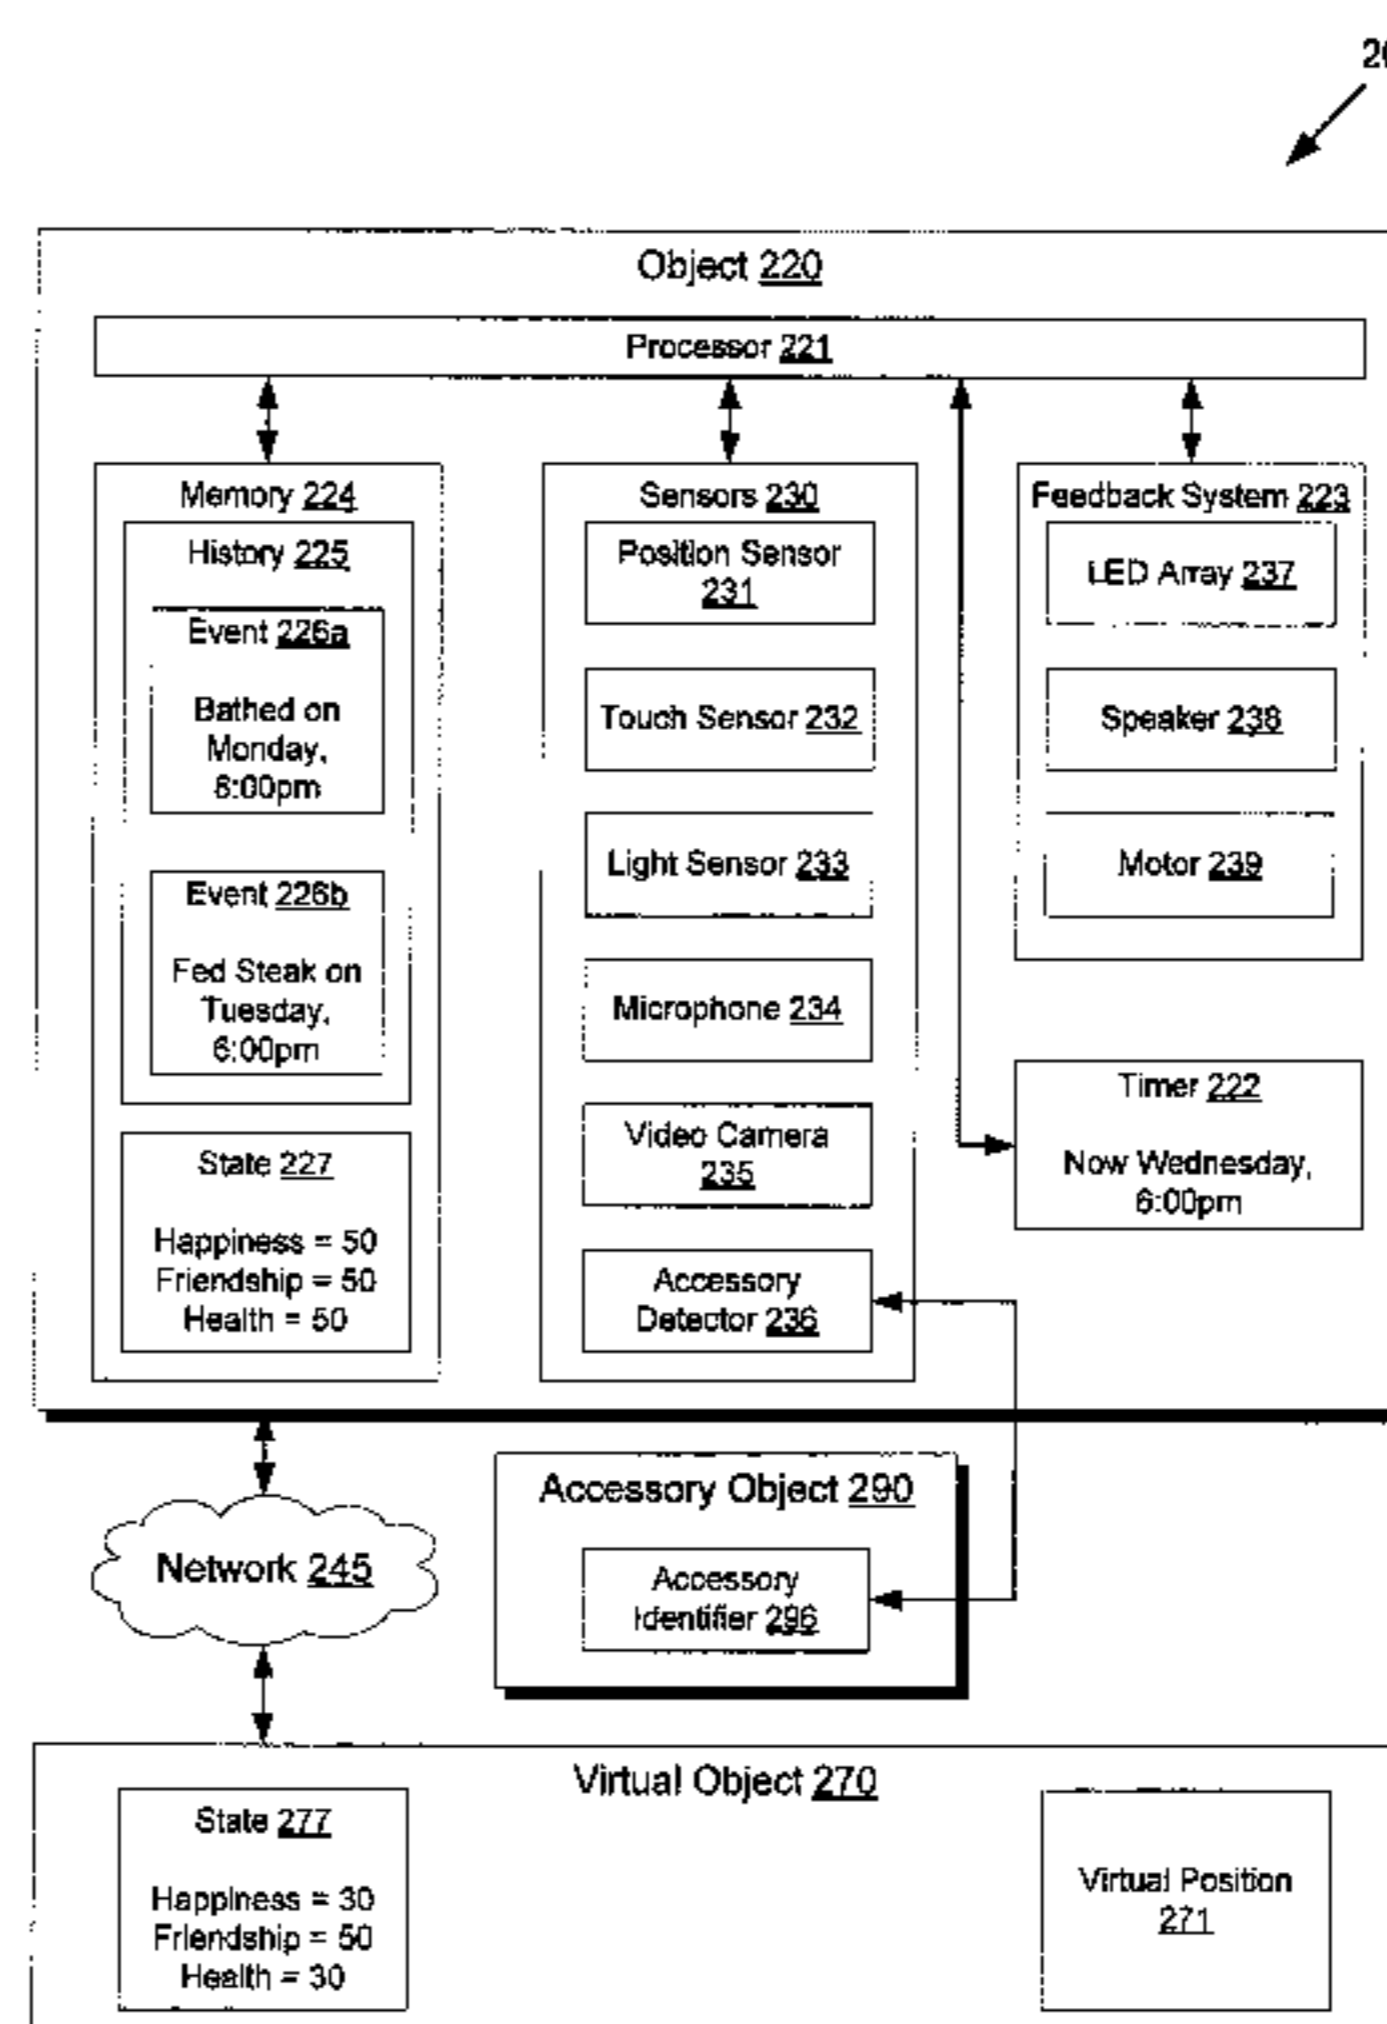 Object 220
Processor 221
Memory 224
History 225
Event 226a
Bathed on
Monday,
6:00pm
Event 226b
Fed Steak on
Tuesday,
6:00pm
State 227
Happiness = 50
Friendship = 50
Health = 50
Sensors 230
Position Sensor
231
Touch Sensor 232
Light Sensor 233
Microphone 234
Video Camera
235
Accessory
Detector 236
Feedback System 223
LED Array 237
Speaker 238
Motor 239
Timer 222
Now Wednesday,
6:00pm
Network 245
Accessory Object 290
Accessory
Identifier 296
Virtual Object 270
State 277
Happiness = 30
Friendship = 50
Health = 30
Virtual Position
271